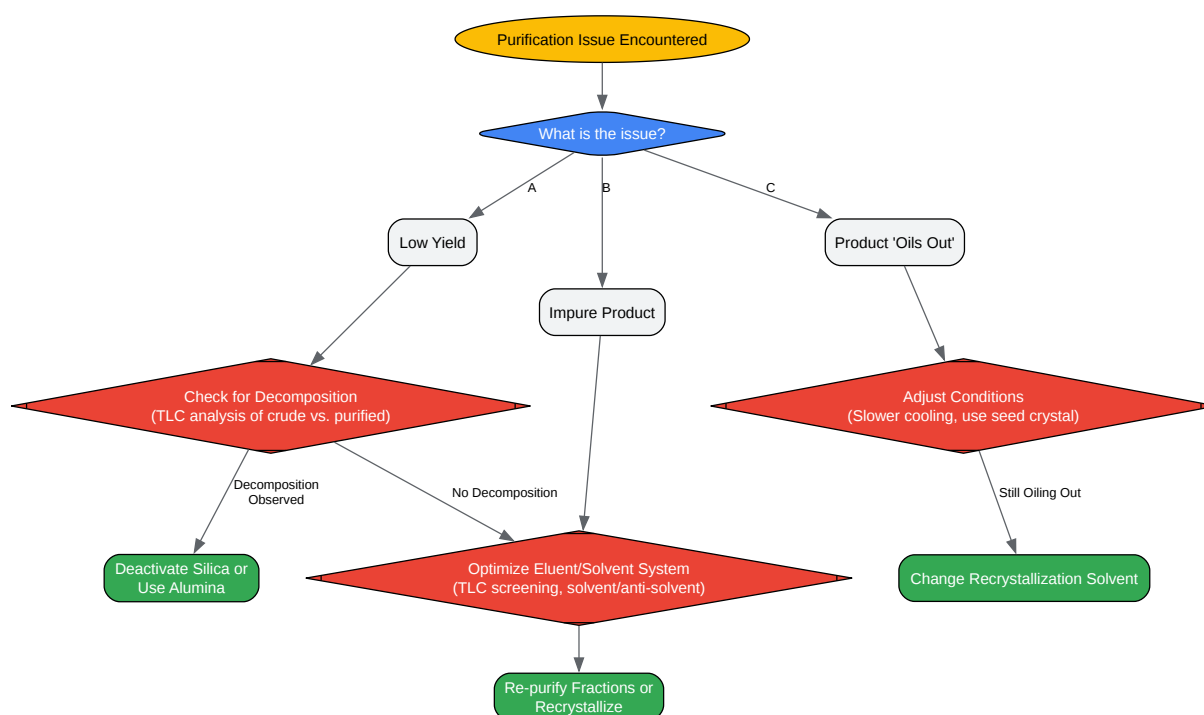 Purification Issue Encountered
What is the issue?
A
B
C
Low Yield
Product 'Oils Out'
Impure Product
Check for Decomposition
(TLC analysis of crude vs. purified)
Adjust Conditions
(Slower cooling, use seed crystal)
Decomposition
Observed
No Decomposition
Still Oiling Out
Deactivate Silica or
Use Alumina
Optimize Eluent/Solvent System
(TLC screening, solvent/anti-solvent)
Change Recrystallization Solvent
Re-purify Fractions or
Recrystallize